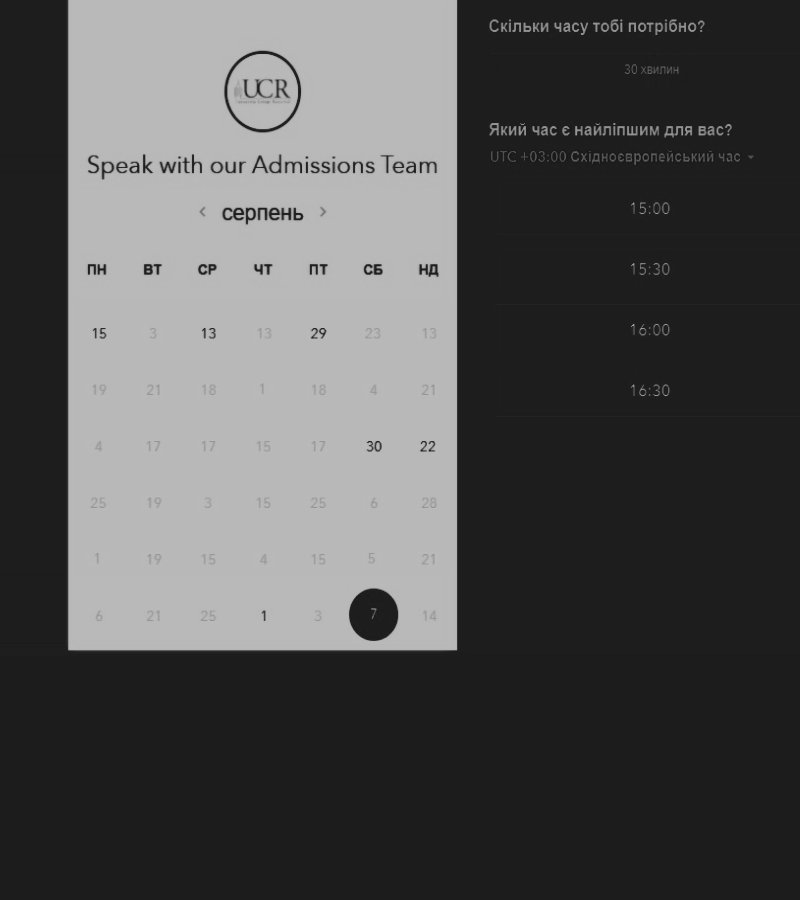 UCR
Speak with our Admissions Team
‹ серпень ›
ПН ВТ СР ЧТ ПТ СБ НД
15 3 13 13 29 23 13
19 21 18 1 18 4 21
4 17 17 15 17 30 22
25 19 3 15 25 6 28
1 19 15 4 15 5 21
6 21 25 1 3 7 14
Скільки часу тобі потрібно?
30 хвилин
Який час є найліпшим для вас?
UTC +03:00 Східноєвропейський час
15:00
15:30
16:00
16:30